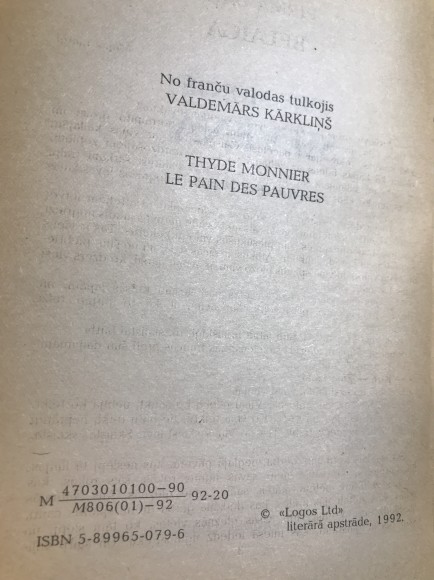 No franču valodas tulkojis
VALDEMĀRS KĀRKLIŅŠ
THYDE MONNIER
LE PAIN DES PAUVRES
M 4703010100—90
M806(01)—92 92-20
© «Logos Ltd»
literārā apstrāde, 1992.
ISBN 5-89965-079-6